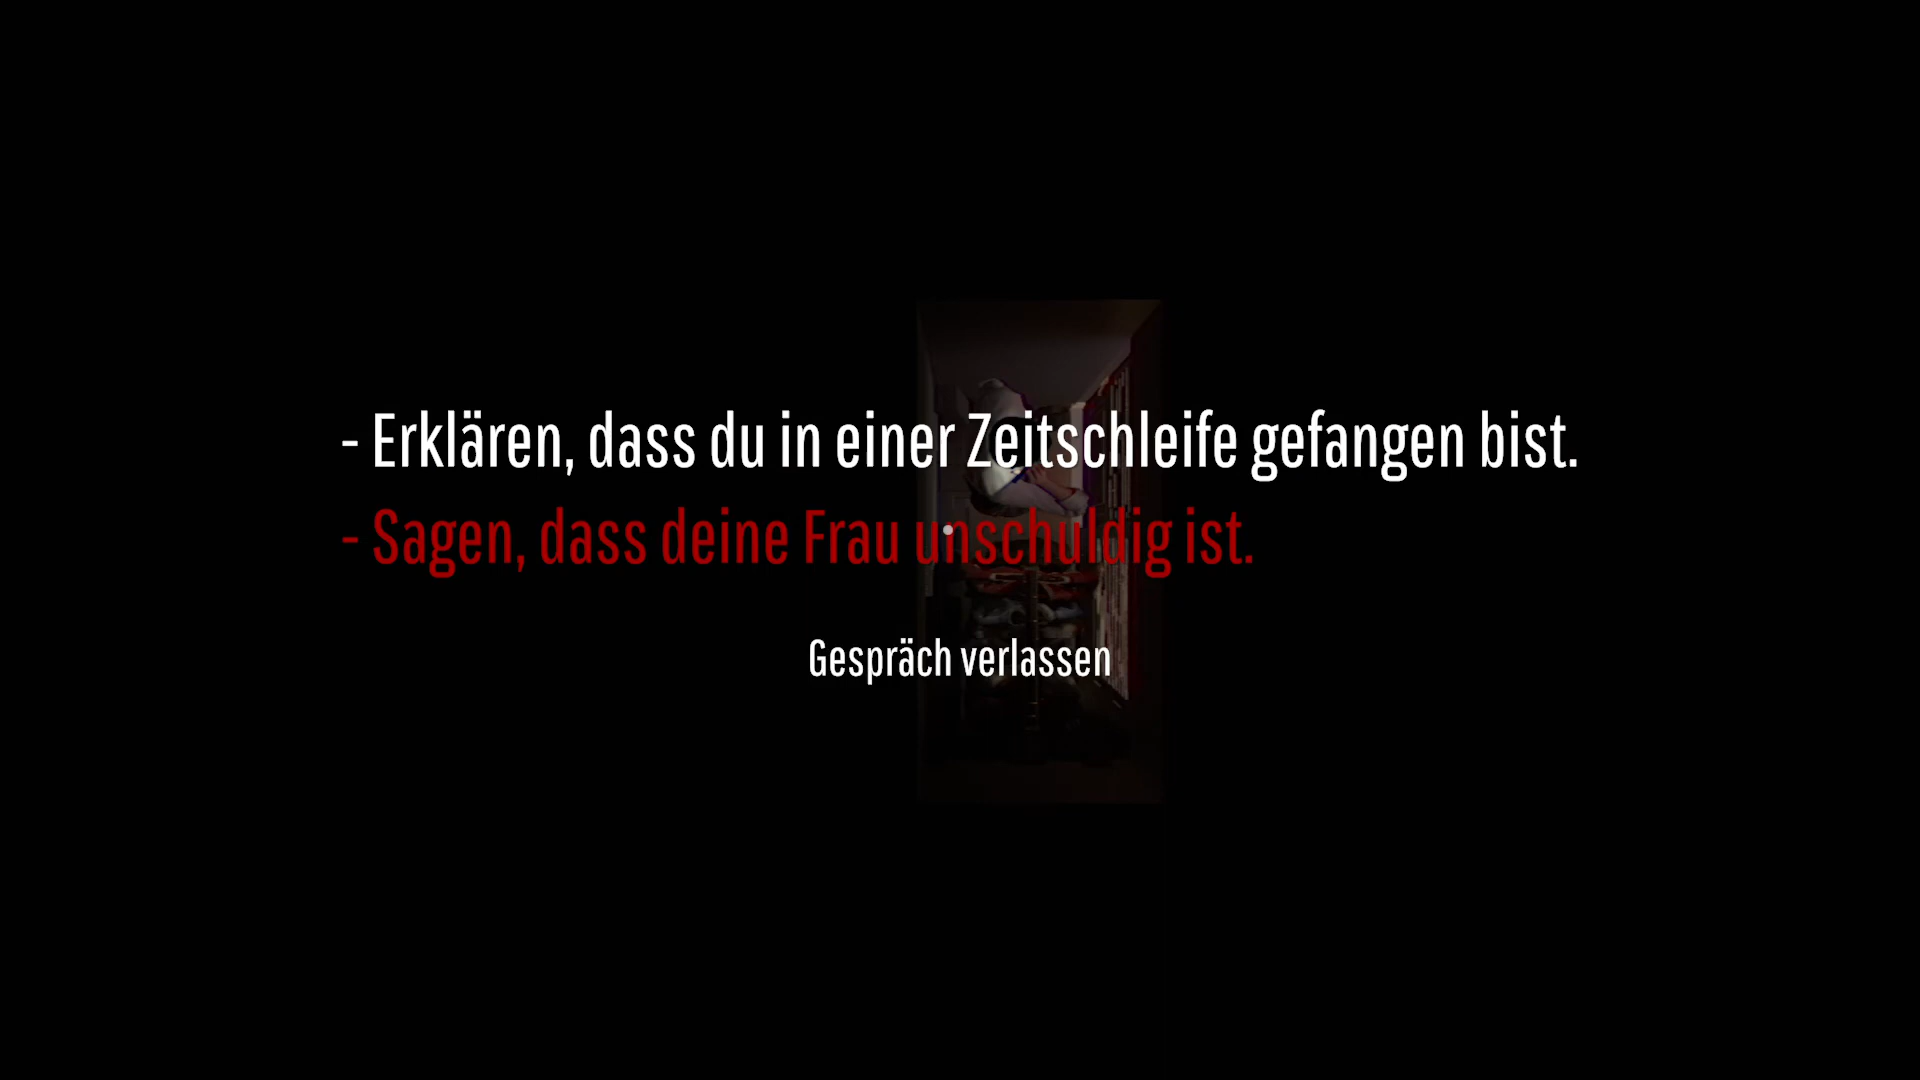 - Erklären, dass du in einer Zeitschleife gefangen bist.
- Sagen, dass deine Frau unschuldig ist.
Gespräch verlassen